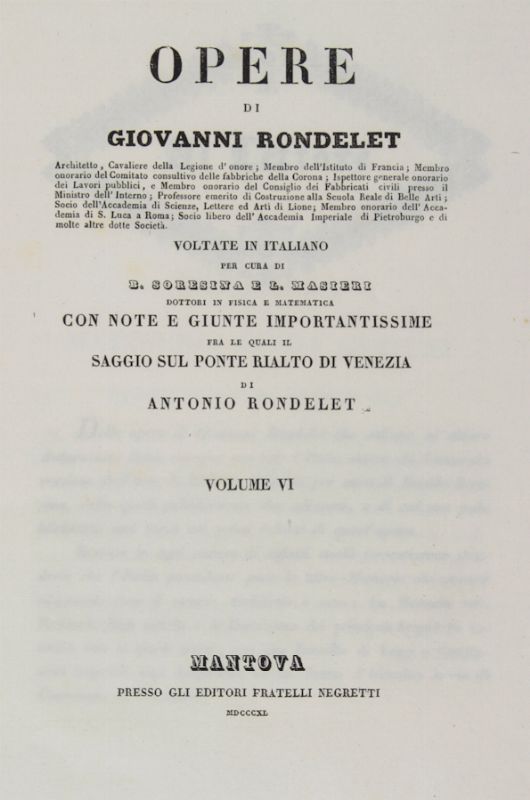 OPERE
DI
GIOVANNI RONDELET
Architetto, Cavaliere della Legione d'onore; Membro dell'Istituto di Francia; Membro
onorario del Comitato consultivo delle fabbriche della Corona; Ispettore generale onorario
dei Lavori pubblici, e Membro onorario del Consiglio dei Fabbricati civili presso il
Ministro dell'Interno; Professore emerito di Costruzione alla Scuola Reale di Belle Arti;
Socio dell'Accademia di Scienze, Lettere ed Arti di Lione; Membro onorario dell'Acca-
demia di S. Luca a Roma; Socio libero dell'Accademia Imperiale di Pietroburgo e di
molte altre dotte Società.
VOLTATE IN ITALIANO
PER CURA DI
B. SORESINA E L. MASIERI
DOTTORI IN FISICA E MATEMATICA
CON NOTE E GIUNTE IMPORTANTISSIME
FRA LE QUALI IL
SAGGIO SUL PONTE RIALTO DI VENEZIA
DI
ANTONIO RONDELET
VOLUME VI
MANTOVA
PRESSO GLI EDITORI FRATELLI NEGRETTI
MDCCCXL